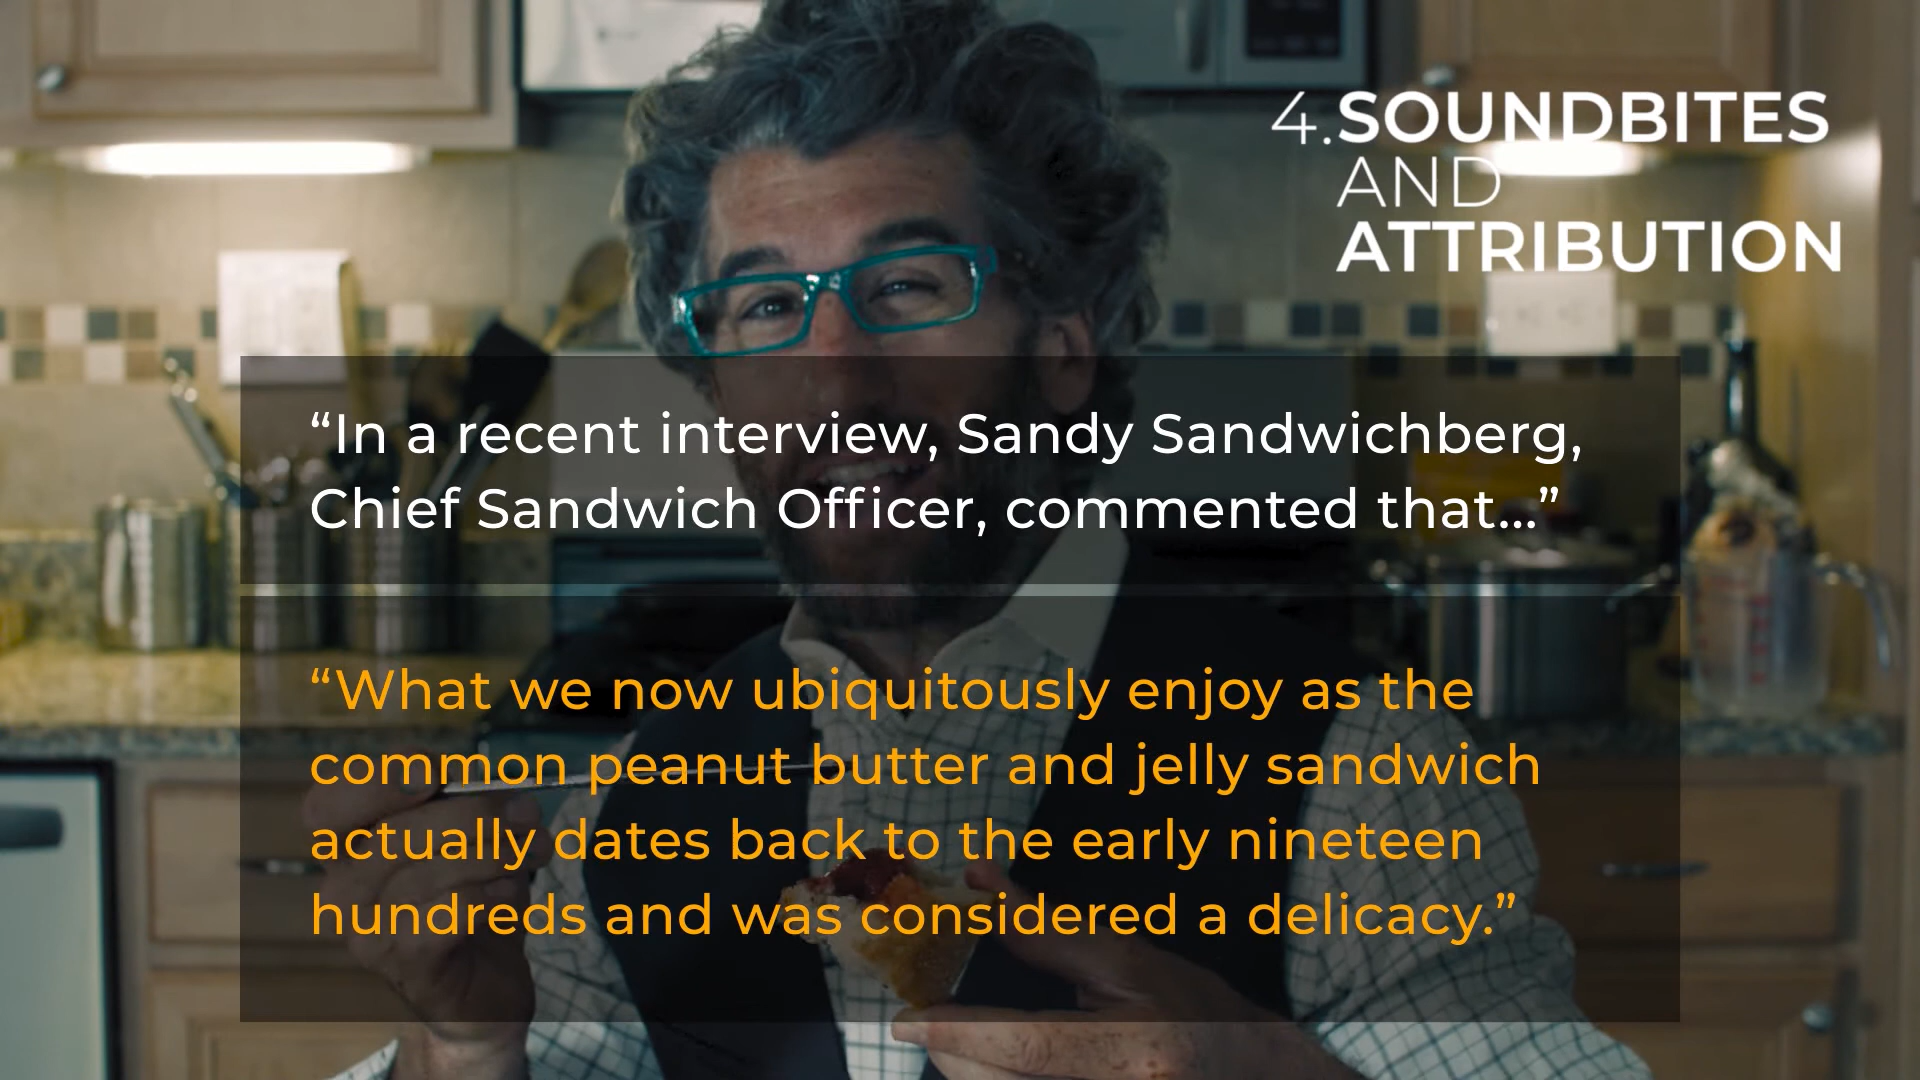 4.SOUNDBITES
AND
ATTRIBUTION
“In a recent interview, Sandy Sandwichberg,
Chief Sandwich Officer, commented that...”
“What we now ubiquitously enjoy as the
common peanut butter and jelly sandwich
actually dates back to the early nineteen
hundreds and was considered a delicacy.”